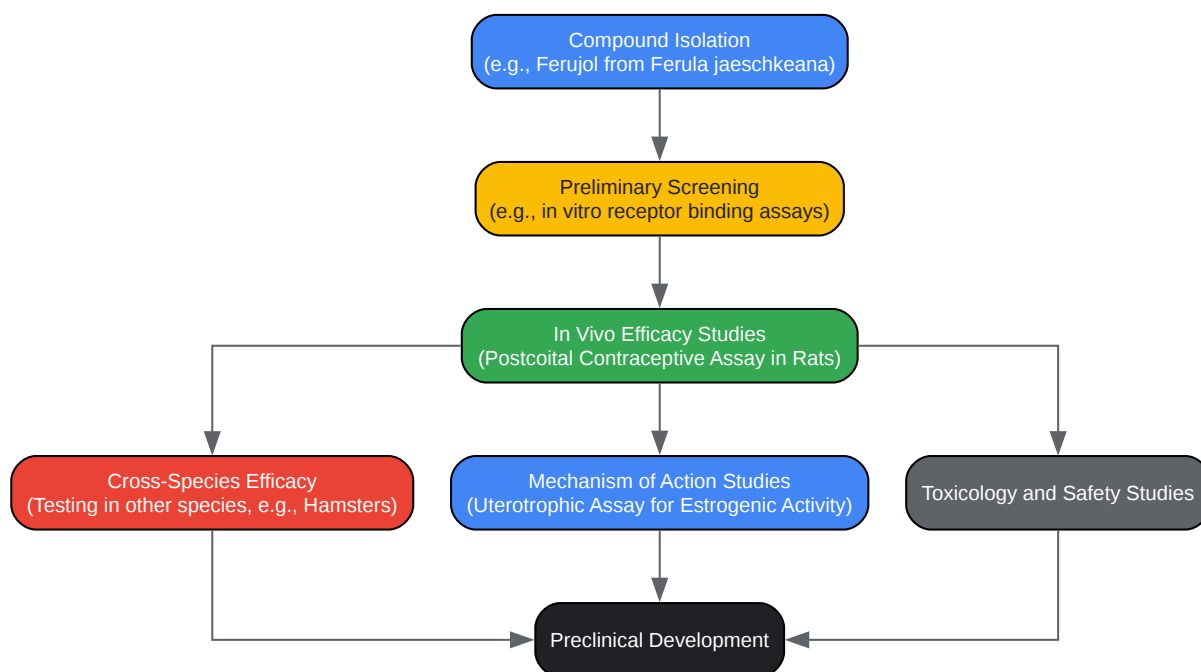 Compound Isolation
(e.g., Ferujol from Ferula jaeschkeana)
Preliminary Screening
(e.g., in vitro receptor binding assays)
In Vivo Efficacy Studies
(Postcoital Contraceptive Assay in Rats)
Cross-Species Efficacy
(Testing in other species, e.g., Hamsters)
Mechanism of Action Studies
(Uterotrophic Assay for Estrogenic Activity)
Toxicology and Safety Studies
Preclinical Development